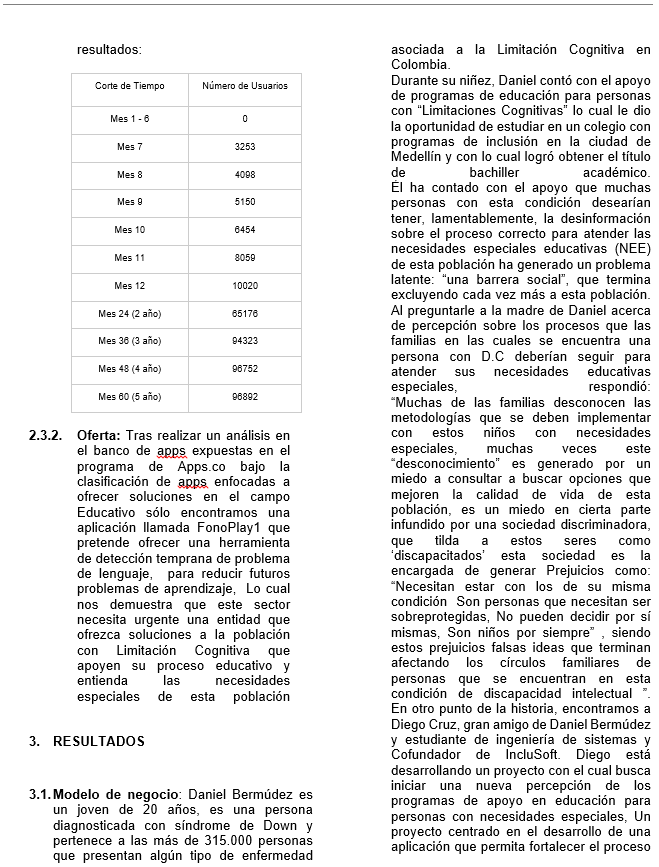 resultados:
Corte de Tiempo Número de Usuarios
Mes 1 - 6 0
Mes 7 3253
Mes 8 4098
Mes 9 5150
Mes 10 6454
Mes 11 8059
Mes 12 10020
Mes 24 (2 año) 65176
Mes 36 (3 año) 94323
Mes 48 (4 año) 96752
Mes 60 (5 año) 96892
2.3.2. Oferta: Tras realizar un análisis en
el banco de apps expuestas en el
programa de Apps.co bajo la
clasificación de apps enfocadas a
ofrecer soluciones en el campo
Educativo sólo encontramos una
aplicación llamada FonoPlay1 que
pretende ofrecer una herramienta
de detección temprana de problema
de lenguaje, para reducir futuros
problemas de aprendizaje, Lo cual
nos demuestra que este sector
necesita urgente una entidad que
ofrezca soluciones a la población
con Limitación Cognitiva que
apoyen su proceso educativo y
entienda las necesidades
especiales de esta población
3. RESULTADOS
3.1. Modelo de negocio: Daniel Bermúdez es
un joven de 20 años, es una persona
diagnosticada con síndrome de Down y
pertenece a las más de 315.000 personas
que presentan algún tipo de enfermedad
asociada a la Limitación Cognitiva en
Colombia.
Durante su niñez, Daniel contó con el apoyo
de programas de educación para personas
con “Limitaciones Cognitivas” lo cual le dio
la oportunidad de estudiar en un colegio con
programas de inclusión en la ciudad de
Medellín y con lo cual logró obtener el título
de bachiller académico.
Él ha contado con el apoyo que muchas
personas con esta condición desearían
tener, lamentablemente, la desinformación
sobre el proceso correcto para atender las
necesidades especiales educativas (NEE)
de esta población ha generado un problema
latente: “una barrera social”, que termina
excluyendo cada vez más a esta población.
Al preguntarle a la madre de Daniel acerca
de percepción sobre los procesos que las
familias en las cuales se encuentra una
persona con D.C deberían seguir para
atender sus necesidades educativas
especiales, respondió:
“Muchas de las familias desconocen las
metodologías que se deben implementar
con estos niños con necesidades
especiales, muchas veces este
“desconocimiento” es generado por un
miedo a consultar a buscar opciones que
mejoren la calidad de vida de esta
población, es un miedo en cierta parte
infundido por una sociedad discriminadora,
que tilda a estos seres como
‘discapacitados’ esta sociedad es la
encargada de generar Prejuicios como:
“Necesitan estar con los de su misma
condición Son personas que necesitan ser
sobreprotegidas, No pueden decidir por sí
mismas, Son niños por siempre” , siendo
estos prejuicios falsas ideas que terminan
afectando los círculos familiares de
personas que se encuentran en esta
condición de discapacidad intelectual ”.
En otro punto de la historia, encontramos a
Diego Cruz, gran amigo de Daniel Bermúdez
y estudiante de ingeniería de sistemas y
Cofundador de IncluSoft. Diego está
desarrollando un proyecto con el cual busca
iniciar una nueva percepción de los
programas de apoyo en educación para
personas con necesidades especiales, Un
proyecto centrado en el desarrollo de una
aplicación que permita fortalecer el proceso